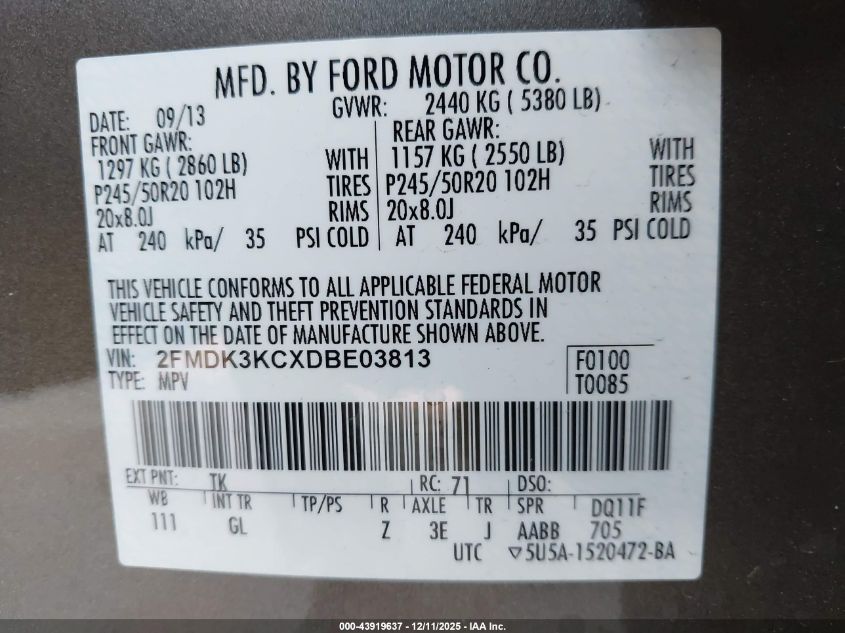 MFD. BY FORD MOTOR CO.
DATE: 09/13 GVWR: 2440 KG ( 5380 LB)
FRONT GAWR: REAR GAWR:
1297 KG ( 2860 LB) WITH 1157 KG ( 2550 LB) WITH
P245/50R20 102H TIRES P245/50R20 102H TIRES
20x8.0J RIMS 20x8.0J RIMS
AT 240 kPa/ 35 PSI COLD AT 240 kPa/ 35 PSI COLD
THIS VEHICLE CONFORMS TO ALL APPLICABLE FEDERAL MOTOR
VEHICLE SAFETY AND THEFT PREVENTION STANDARDS IN
EFFECT ON THE DATE OF MANUFACTURE SHOWN ABOVE.
VIN: 2FMDK3KCXDBE03813 F0100
TYPE: MPV T0085
EXT PNT: TK RC: 71 DSO:
WB INT TR TP/PS R AXLE TR SPR DQ11F
111 GL Z 3E J AABB 705
UTC ▽5U5A-1520472-BA
000-43919637 - 12/11/2025 - IAA Inc.